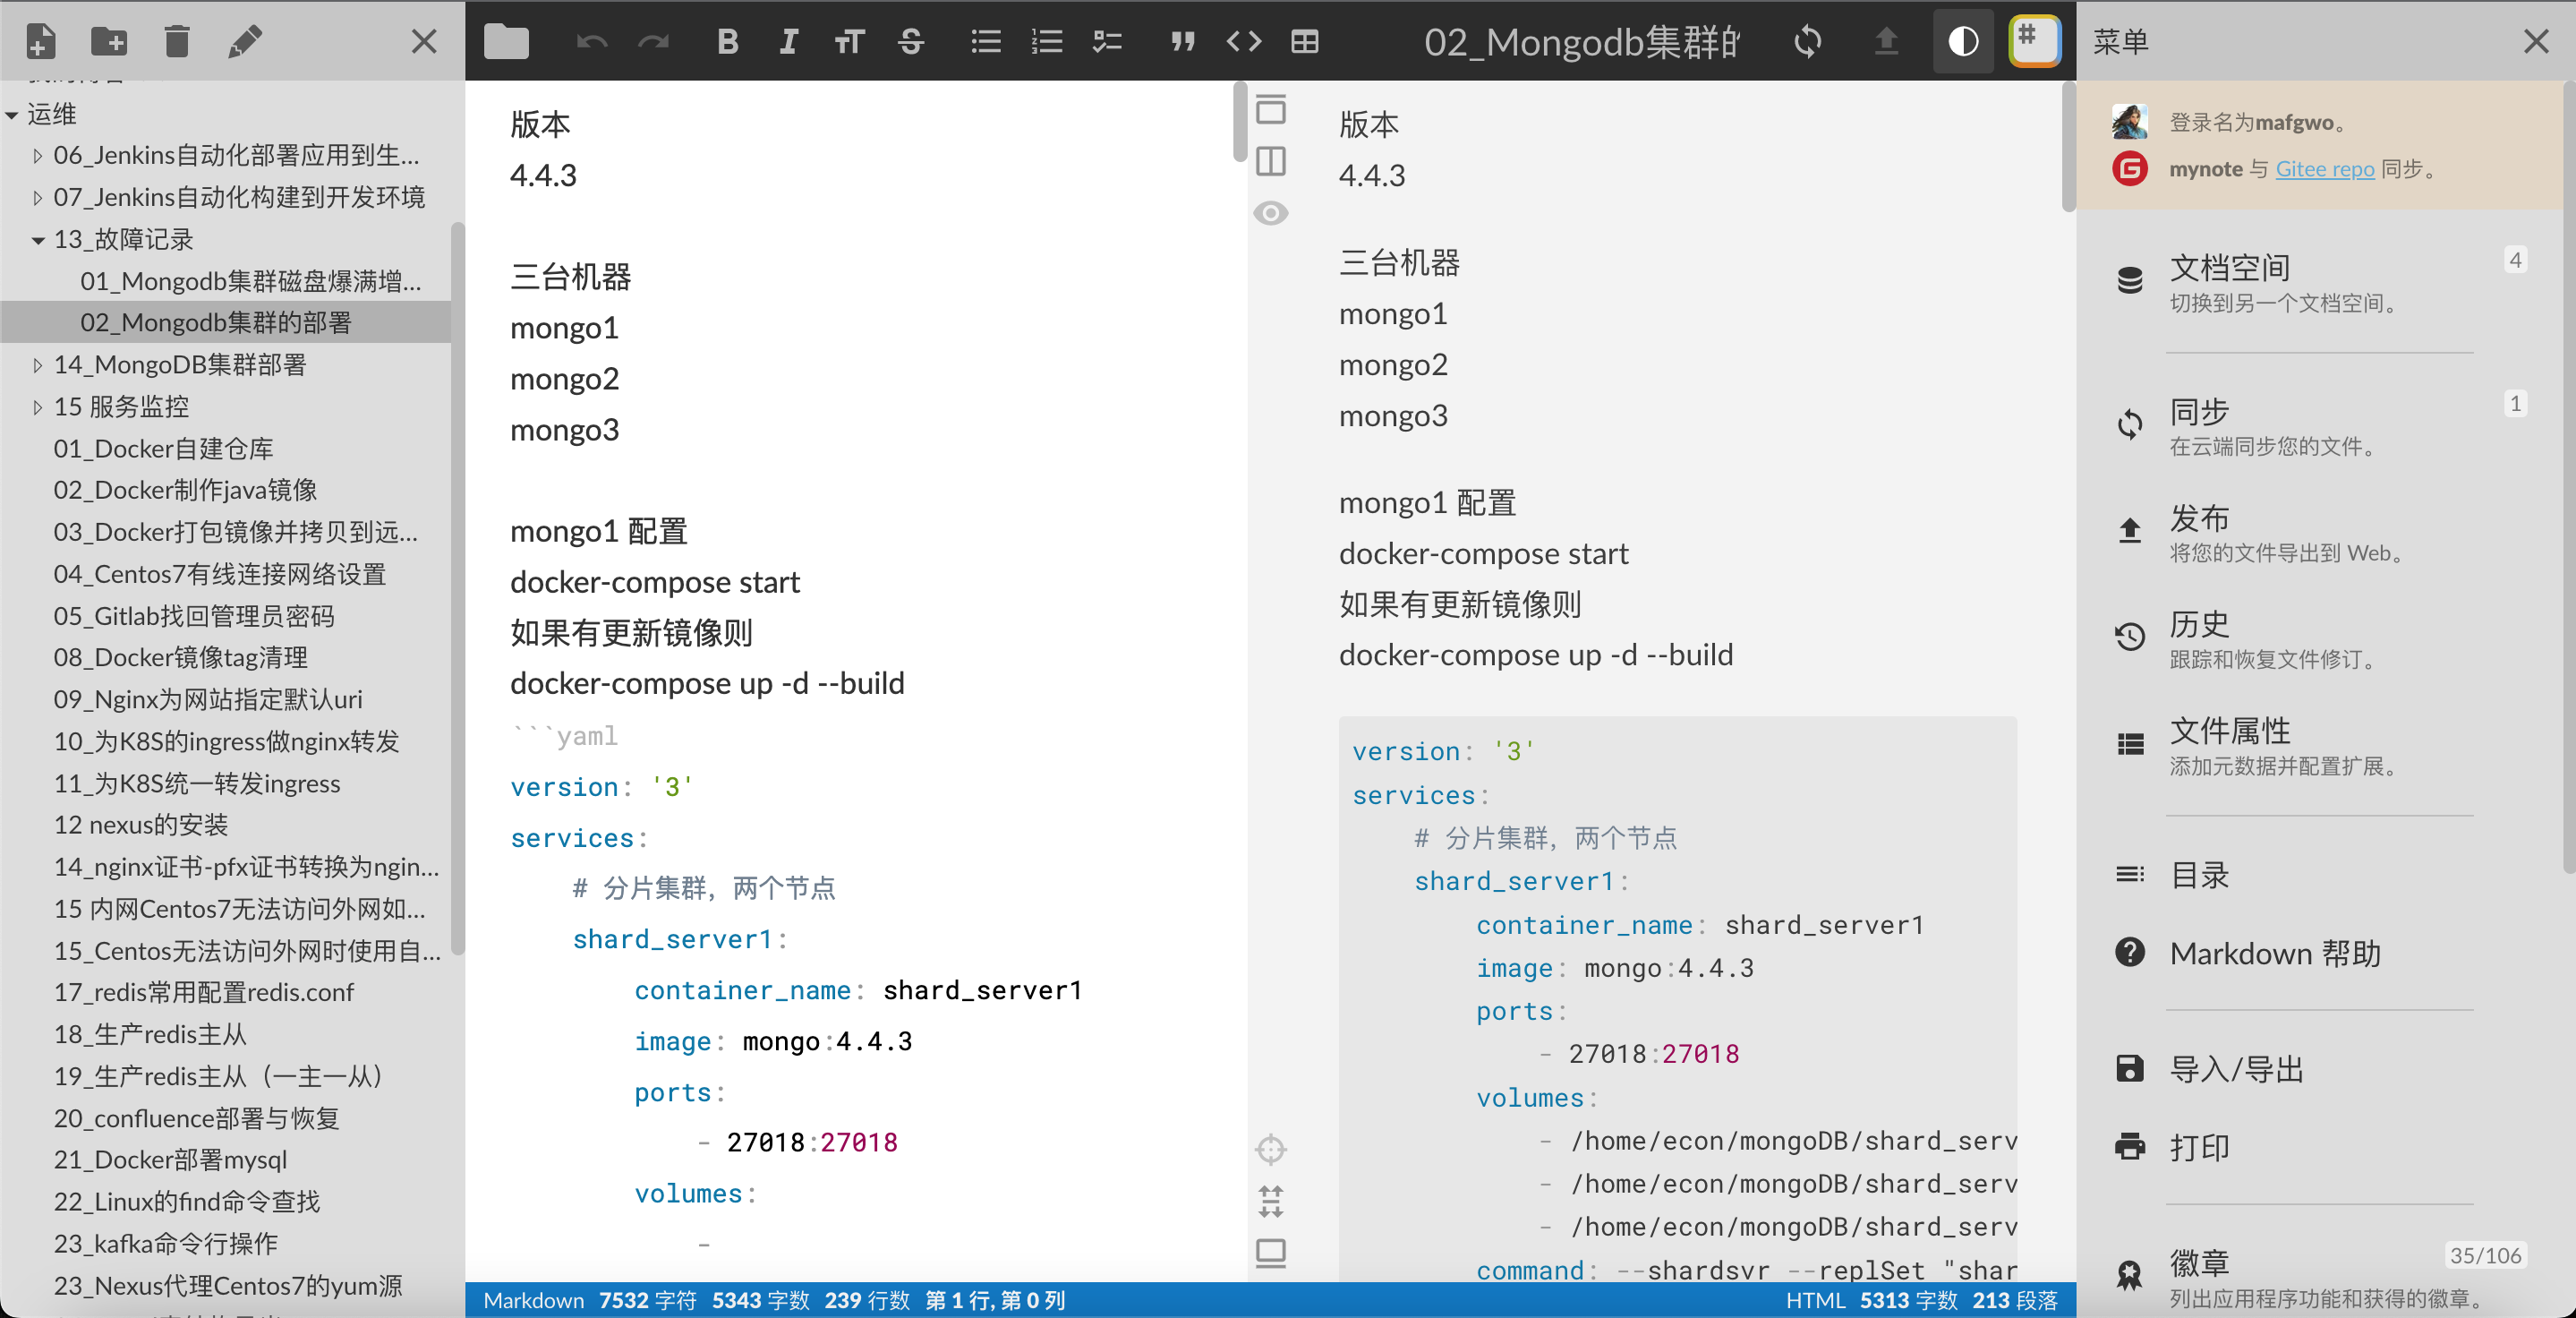 02_Mongodb集群的
菜单
运维
06_Jenkins自动化部署应用到生...
07_Jenkins自动化构建到开发环境
13_故障记录
01_Mongodb集群磁盘爆满增...
02_Mongodb集群的部署
14_MongoDB集群部署
15 服务监控
01_Docker自建仓库
02_Docker制作java镜像
03_Docker打包镜像并拷贝到远...
04_Centos7有线连接网络设置
05_Gitlab找回管理员密码
08_Docker镜像tag清理
09_Nginx为网站指定默认uri
10_为K8S的ingress做nginx转发
11_为K8S统一转发ingress
12 nexus的安装
14_nginx证书-pfx证书转换为ngin...
15 内网Centos7无法访问外网如...
15_Centos无法访问外网时使用自...
17_redis常用配置redis.conf
18_生产redis主从
19_生产redis主从（一主一从）
20_confluence部署与恢复
21_Docker部署mysql
22_Linux的find命令查找
23_kafka命令行操作
23_Nexus代理Centos7的yum源
版本
4.4.3
三台机器
mongo1
mongo2
mongo3
mongo1 配置
docker-compose start
如果有更新镜像则
docker-compose up -d --build
```yaml
version: '3'
services:
# 分片集群，两个节点
shard_server1:
container_name: shard_server1
image: mongo:4.4.3
ports:
- 27018:27018
volumes:
-
版本
4.4.3
三台机器
mongo1
mongo2
mongo3
mongo1 配置
docker-compose start
如果有更新镜像则
docker-compose up -d --build
version: '3'
services:
# 分片集群，两个节点
shard_server1:
container_name: shard_server1
image: mongo:4.4.3
ports:
- 27018:27018
volumes:
- /home/econ/mongoDB/shard_serv
- /home/econ/mongoDB/shard_serv
- /home/econ/mongoDB/shard_serv
command: --shardsvr --replSet "shar
登录名为mafgwo。
mynote 与 Gitee repo 同步。
文档空间 4
切换到另一个文档空间。
同步 1
在云端同步您的文件。
发布
将您的文件导出到 Web。
历史
跟踪和恢复文件修订。
文件属性
添加元数据并配置扩展。
目录
Markdown 帮助
导入/导出
打印
徽章 35/106
列出应用程序功能和获得的徽章。
Markdown 7532 字符 5343 字数 239 行数 第 1 行, 第 0 列
HTML 5313 字数 213 段落